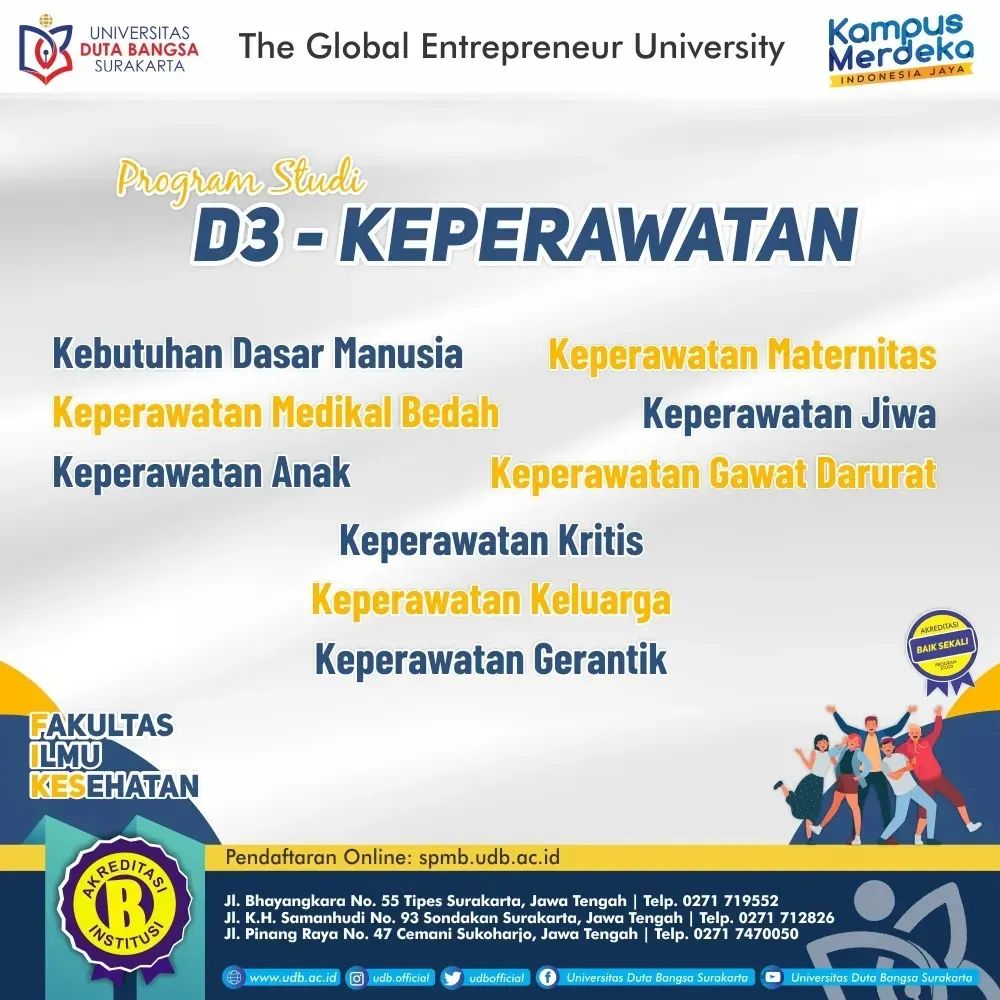 UNIVERSITAS
DUTA BANGSA
SURAKARTA
The Global Entrepreneur University
Kampus
Merdeka
INDONESIA JAYA
Program Studi
D3 - KEPERAWATAN
Kebutuhan Dasar Manusia
Keperawatan Maternitas
Keperawatan Medikal Bedah
Keperawatan Jiwa
Keperawatan Anak
Keperawatan Gawat Darurat
Keperawatan Kritis
Keperawatan Keluarga
Keperawatan Gerantik
AKREDITASI
BAIK SEKALI
PROGRAM
STUDI
FAKULTAS
ILMU
KESEHATAN
AKREDITASI
B
INSTITUSI
Pendaftaran Online: spmb.udb.ac.id
Jl. Bhayangkara No. 55 Tipes Surakarta, Jawa Tengah | Telp. 0271 719552
Jl. K.H. Samanhudi No. 93 Sondakan Surakarta, Jawa Tengah | Telp. 0271 712826
Jl. Pinang Raya No. 47 Cemani Sukoharjo, Jawa Tengah | Telp. 0271 7470050
www.udb.ac.id udb.official udbofficial Universitas Duta Bangsa Surakarta Universitas Duta Bangsa Surakarta